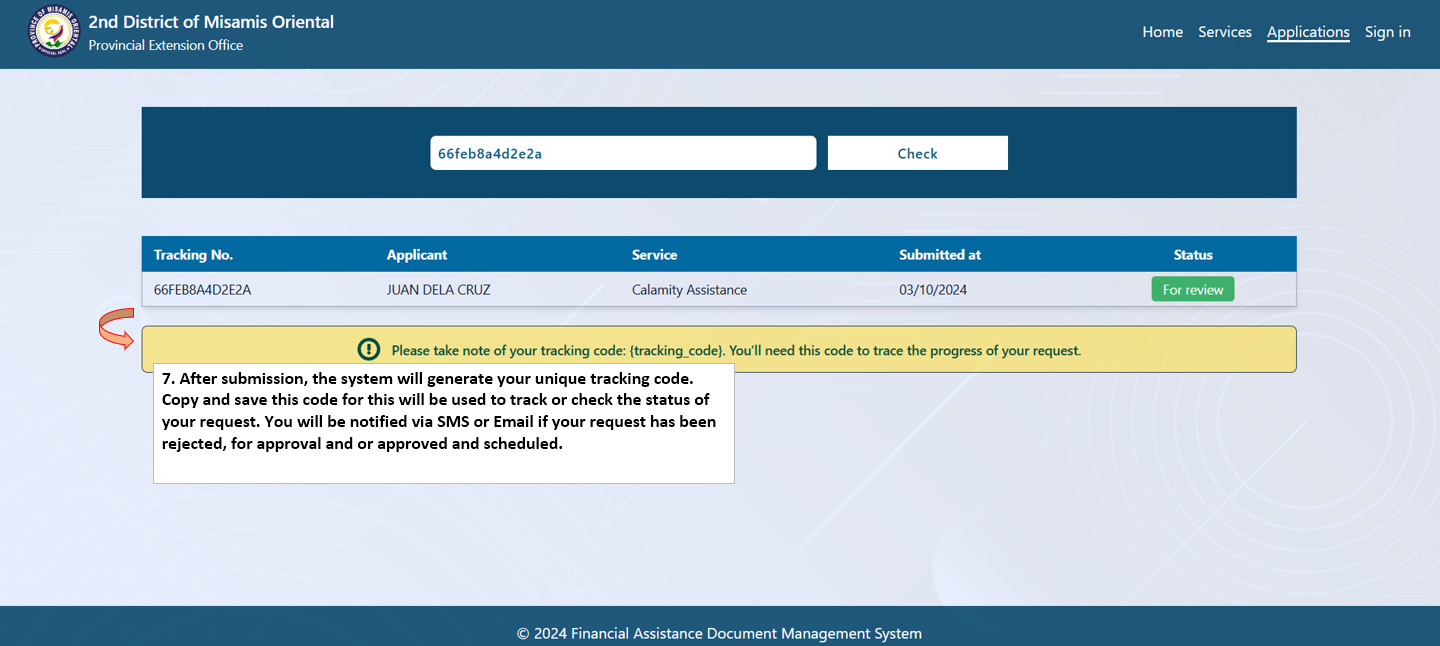 PROVINCE OF MISAMIS ORIENTAL
OFFICIAL SEAL
2nd District of Misamis Oriental
Provincial Extension Office
Home Services Applications Sign in
66feb8a4d2e2a Check
Tracking No. Applicant Service Submitted at Status
66FEB8A4D2E2A JUAN DELA CRUZ Calamity Assistance 03/10/2024 For review
Please take note of your tracking code: {tracking_code}. You'll need this code to trace the progress of your request.
7. After submission, the system will generate your unique tracking code.
Copy and save this code for this will be used to track or check the status of
your request. You will be notified via SMS or Email if your request has been
rejected, for approval and or approved and scheduled.
© 2024 Financial Assistance Document Management System